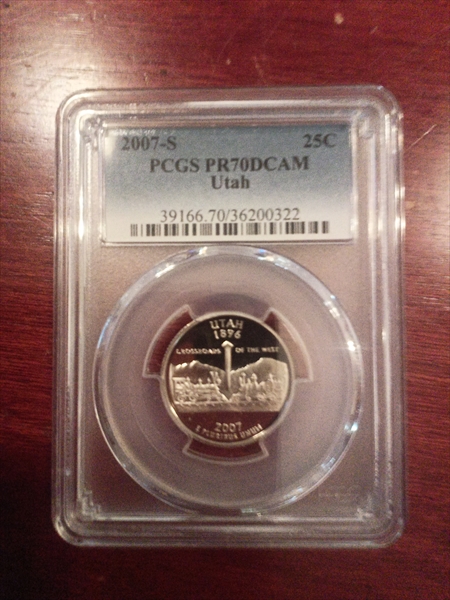 2007-S 25C
PCGS PR70DCAM
Utah
39166.70/36200322
UTAH
1896
CROSSROADS OF THE WEST
2007
E PLURIBUS UNUM